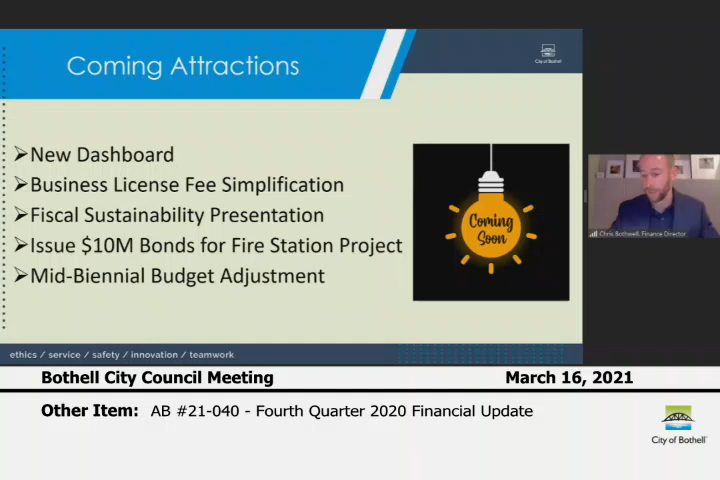 Coming Attractions
City of Bothell
➢New Dashboard
➢Business License Fee Simplification
➢Fiscal Sustainability Presentation
➢Issue $10M Bonds for Fire Station Project
➢Mid-Biennial Budget Adjustment
Coming
Soon
Chris Bothwell, Finance Director
ethics / service / safety / innovation / teamwork
Bothell City Council Meeting March 16, 2021
Other Item: AB #21-040 - Fourth Quarter 2020 Financial Update
City of Bothell